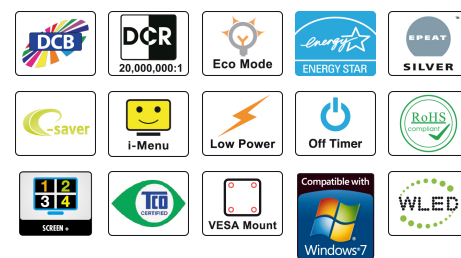 DCB
DCR
20,000,000:1
Eco Mode
energy
ENERGY STAR
EPEAT
SILVER
e-saver
i-Menu
Low Power
Off Timer
RoHS
compliant
1 2
3 4
SCREEN +
TCO
CERTIFIED
VESA Mount
Compatible with
Windows 7
WLED